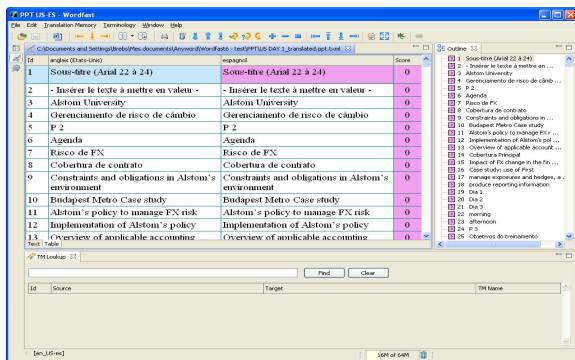 PPT US-ES - Wordfast
File Edit Translation Memory Terminology Window Help
C:\Documents and Settings\Brebs\Mes documents\Anyword\Wordfast6 - test\PPT\US DAY 1_translated.ppt.txml
Id anglais (Etats-Unis) espagnol Score
1 Sous-titre (Arial 22 à 24) Sous-titre (Arial 22 à 24) 0
2 - Insérer le texte à mettre en valeur - - Insérer le texte à mettre en valeur - 0
3 Alstom University Alstom University 0
4 Gerenciamento de risco de câmbio Gerenciamento de risco de câmbio 0
5 P 2 P 2 0
6 Agenda Agenda 0
7 Risco de FX Risco de FX 0
8 Cobertura de contrato Cobertura de contrato 0
9 Constraints and obligations in Alstom's environment Constraints and obligations in Alstom's environment 0
10 Budapest Metro Case study Budapest Metro Case study 0
11 Alstom's policy to manage FX risk Alstom's policy to manage FX risk 0
12 Implementation of Alstom's policy Implementation of Alstom's policy 0
13 Overview of applicable accounting Overview of applicable accounting 0
Text Table
Outline
1 Sous-titre (Arial 22 à 24)
2 - Insérer le texte à mettre en ...
3 Alstom University
4 Gerenciamento de risco de câmb...
5 P 2
6 Agenda
7 Risco de FX
8 Cobertura de contrato
9 Constraints and obligations in ...
10 Budapest Metro Case study
11 Alstom's policy to manage FX r...
12 Implementation of Alstom's pol...
13 Overview of applicable account...
14 Cobertura Principal
15 Impact of FX change in the fin ...
16 Case study: use of First
17 manage exposures and hedges, a...
18 produce reporting information
19 Dia 1
20 Dia 2
21 Dia 3
22 morning
23 afternoon
24 P 3
25 Objetivos do treinamento
TM Lookup
Find Clear
Id Source Target TM Name
[en_US-es]
16M of 64M